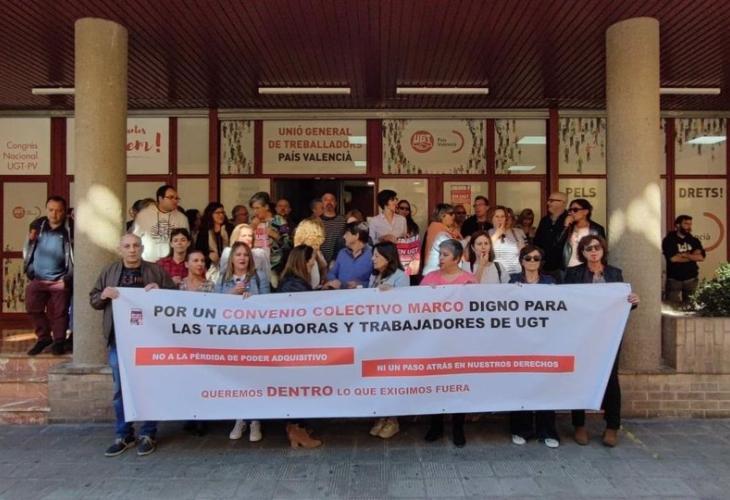 Congrés
Nacional
UGT-PV
UNIÓ GENERAL
DE TREBALLADORS
PAÍS VALENCIÀ
UGT
País
Valencià
PELS
DRETS!
POR UN CONVENIO COLECTIVO MARCO DIGNO PARA
LAS TRABAJADORAS Y TRABAJADORES DE UGT
NO A LA PÉRDIDA DE PODER ADQUISITIVO
NI UN PASO ATRÁS EN NUESTROS DERECHOS
QUEREMOS DENTRO LO QUE EXIGIMOS FUERA